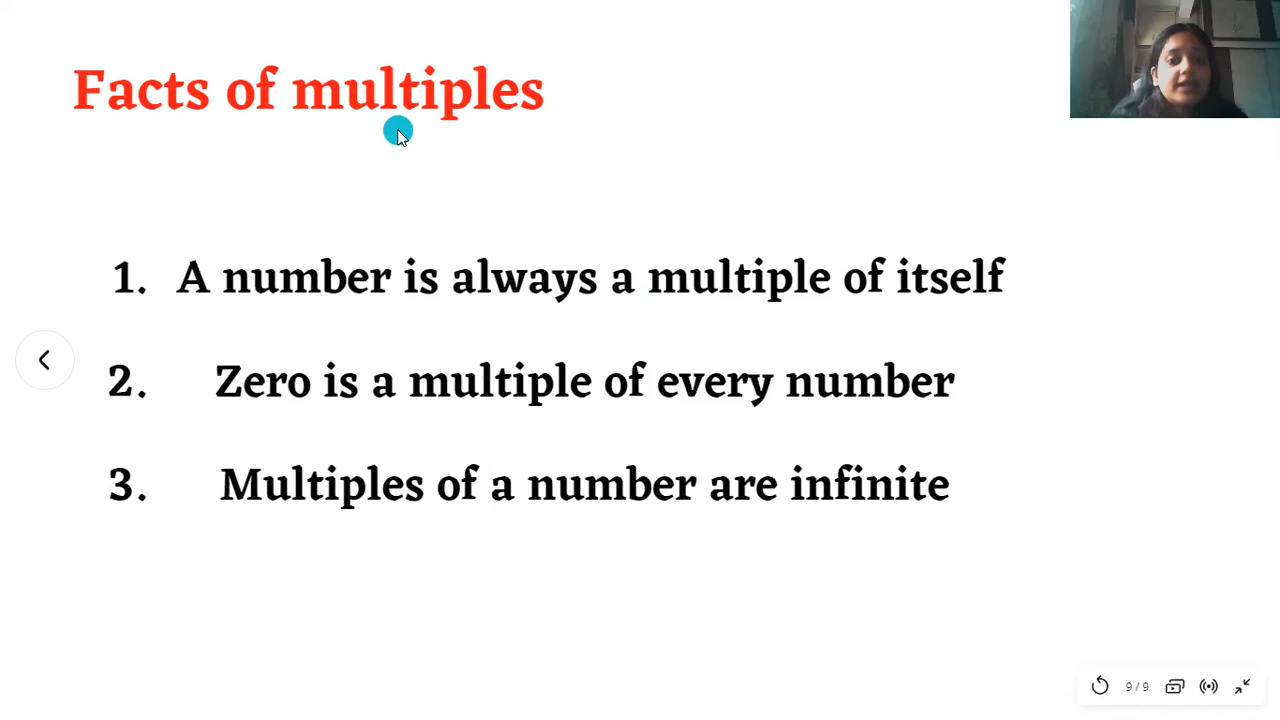 Facts of multiples
1. A number is always a multiple of itself
2. Zero is a multiple of every number
3. Multiples of a number are infinite
9 / 9